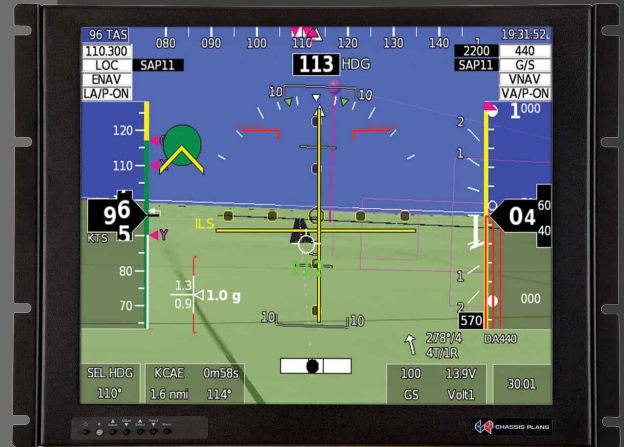 96 TAS
19:31:52
080 090 100 110 120 130 140
110.300
LOC
ENAV
LA/P-ON
SAP11
113 HDG
2200 440
SAP11 G/S
VNAV
VA/P-ON
10 10
1000
2
120
1
110
96
5
KTS
Y
ILS
60
04
40
80
1
1.3
0.9
1.0 g
000
70
2
10 10
570
278°/4
4T/1R
DA440
SEL HDG
110°
KCAE 0m58s
1.6 nmi 114°
100 13.9V
GS Volt1
30.01
CHASSIS PLANS